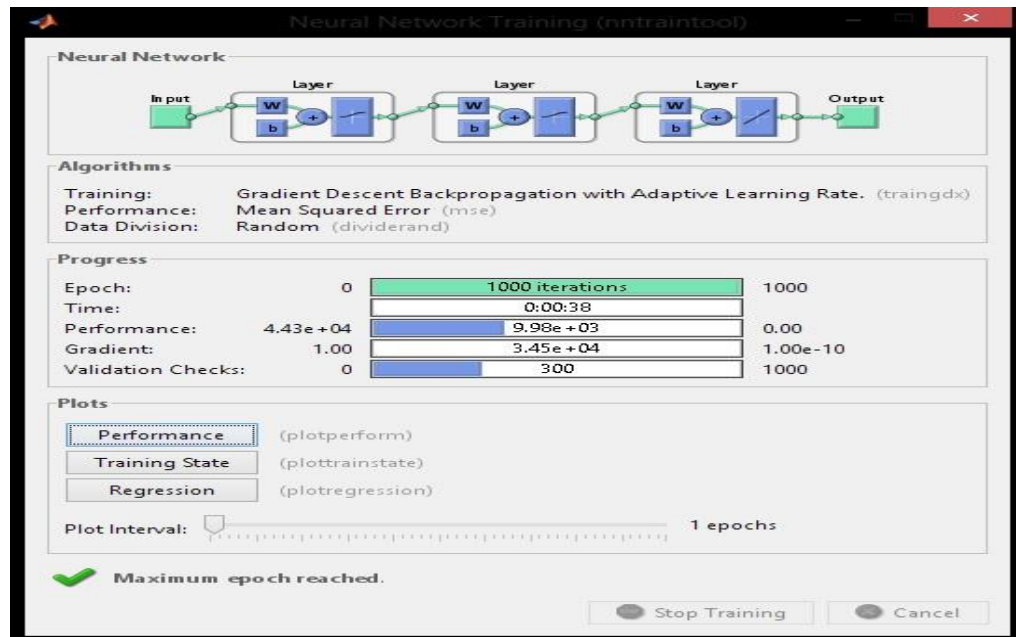 Neural Network Training (nntraintool)
Neural Network
Layer Layer Layer
Input W b + W b + W b + Output
Algorithms
Training: Gradient Descent Backpropagation with Adaptive Learning Rate. (traingdx)
Performance: Mean Squared Error (mse)
Data Division: Random (dividerand)
Progress
Epoch: 0 1000 iterations 1000
Time: 0:00:38
Performance: 4.43e+04 9.98e+03 0.00
Gradient: 1.00 3.45e+04 1.00e-10
Validation Checks: 0 300 1000
Plots
Performance (plotperform)
Training State (plottrainstate)
Regression (plotregression)
Plot Interval: 1 epochs
Maximum epoch reached.
Stop Training Cancel